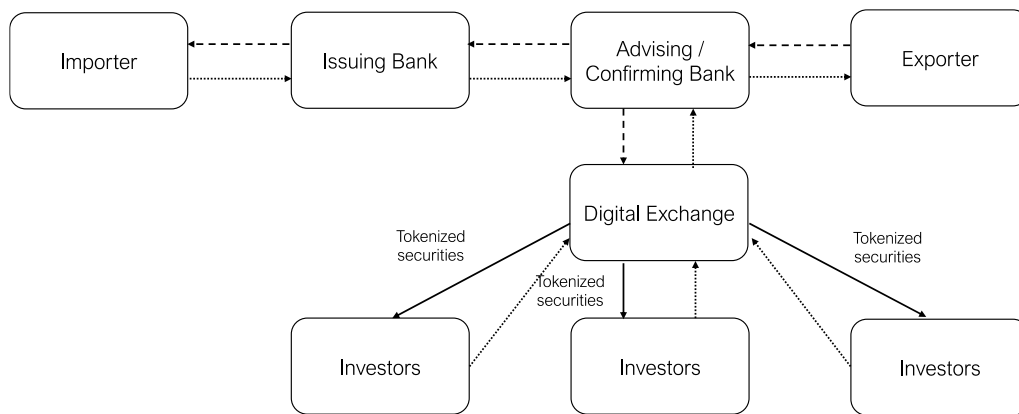 Importer
Issuing Bank
Advising /
Confirming Bank
Exporter
Digital Exchange
Tokenized
securities
Tokenized
securities
Tokenized
securities
Investors
Investors
Investors